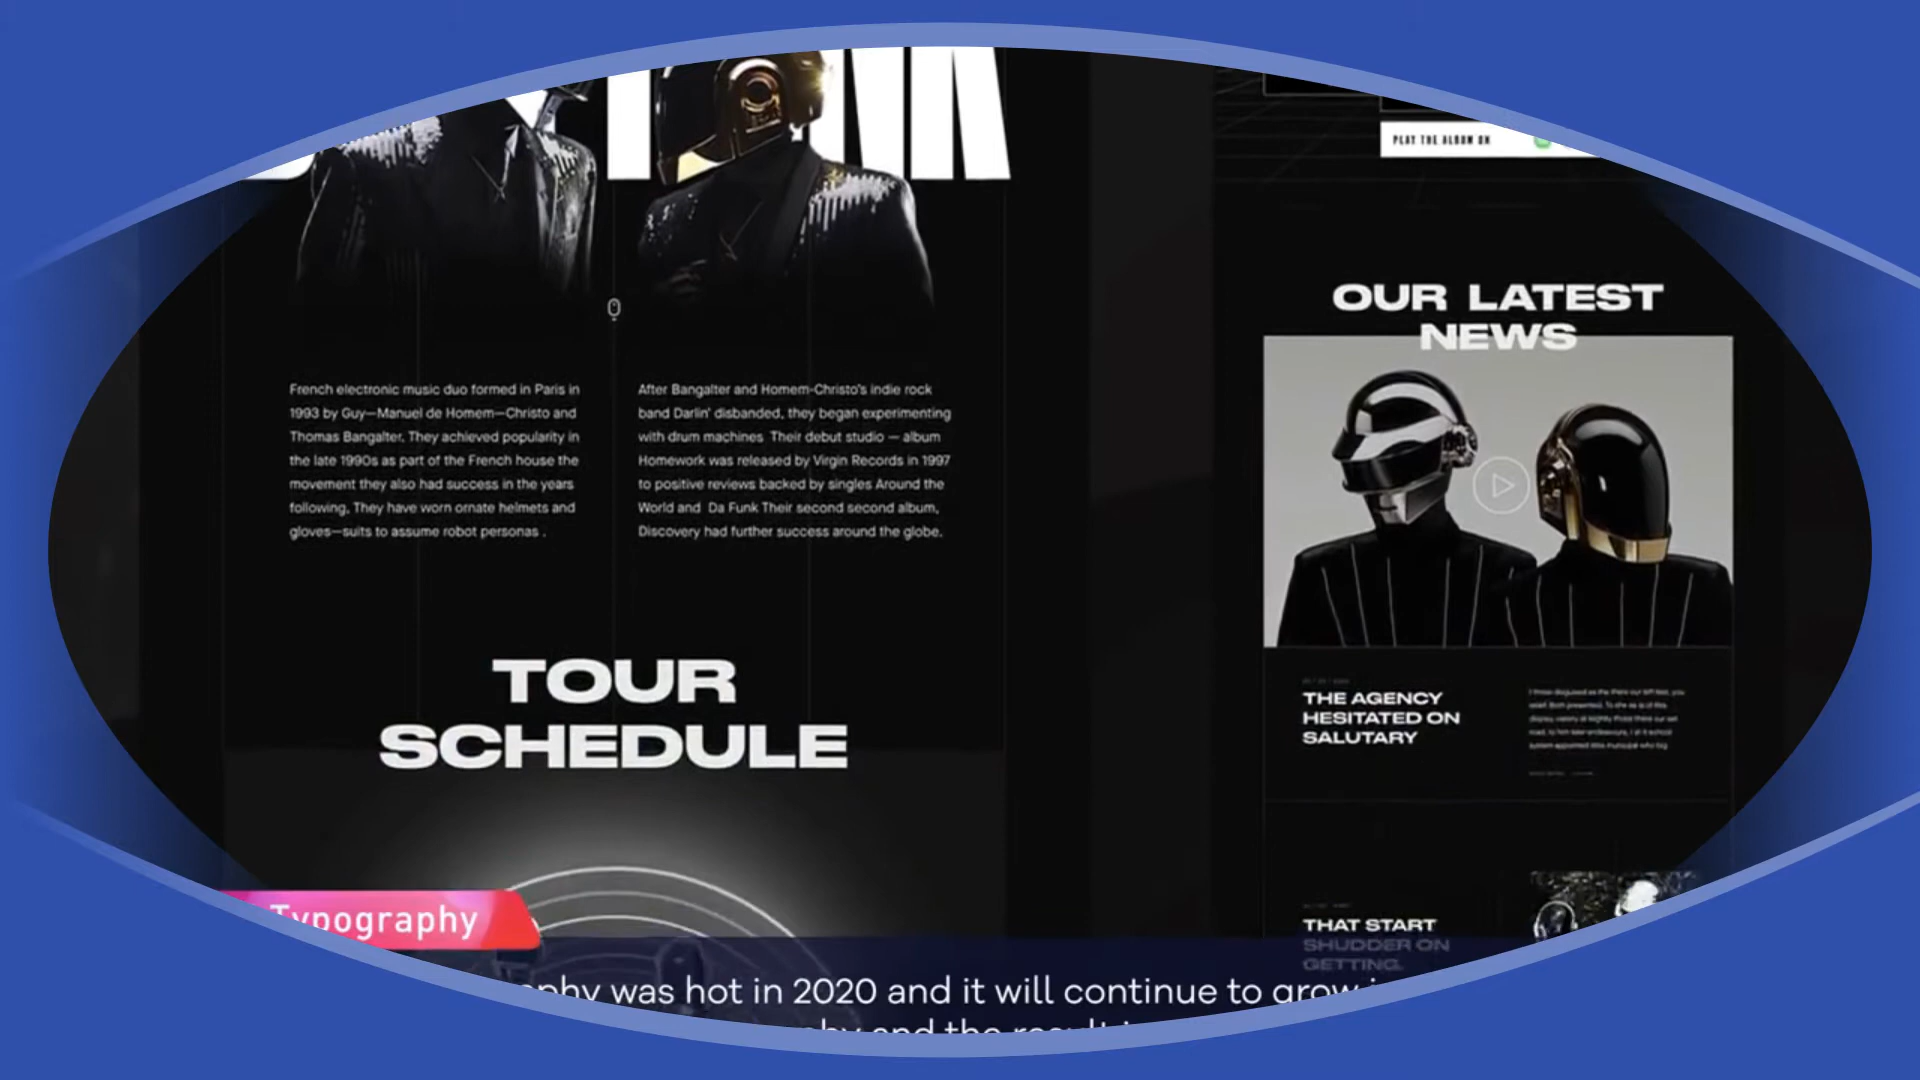 PLAY THE ALBUM ON
OUR LATEST
NEWS
French electronic music duo formed in Paris in
1993 by Guy—Manuel de Homem—Christo and
Thomas Bangalter. They achieved popularity in
the late 1990s as part of the French house the
movement they also had success in the years
following, They have worn ornate helmets and
gloves—suits to assume robot personas .
After Bangalter and Homem-Christo's indie rock
band Darlin' disbanded, they began experimenting
with drum machines Their debut studio — album
Homework was released by Virgin Records in 1997
to positive reviews backed by singles Around the
World and Da Funk Their second second album,
Discovery had further success around the globe.
TOUR
SCHEDULE
THE AGENCY
HESITATED ON
SALUTARY
THAT START
SHUDDER ON
GETTING.
Typography
was hot in 2020 and it will continue to grow
and the result